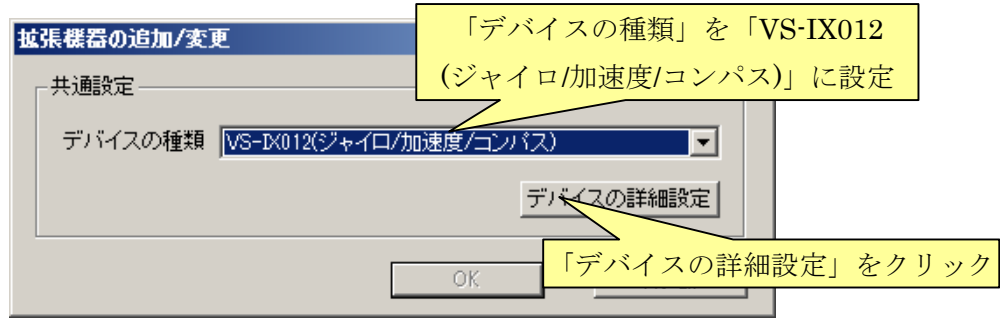 拡張機器の追加/変更
「デバイスの種類」を「VS-IX012
(ジャイロ/加速度/コンパス)」に設定
共通設定
デバイスの種類 VS-IX012(ジャイロ/加速度/コンパス)
デバイスの詳細設定
「デバイスの詳細設定」をクリック
OK